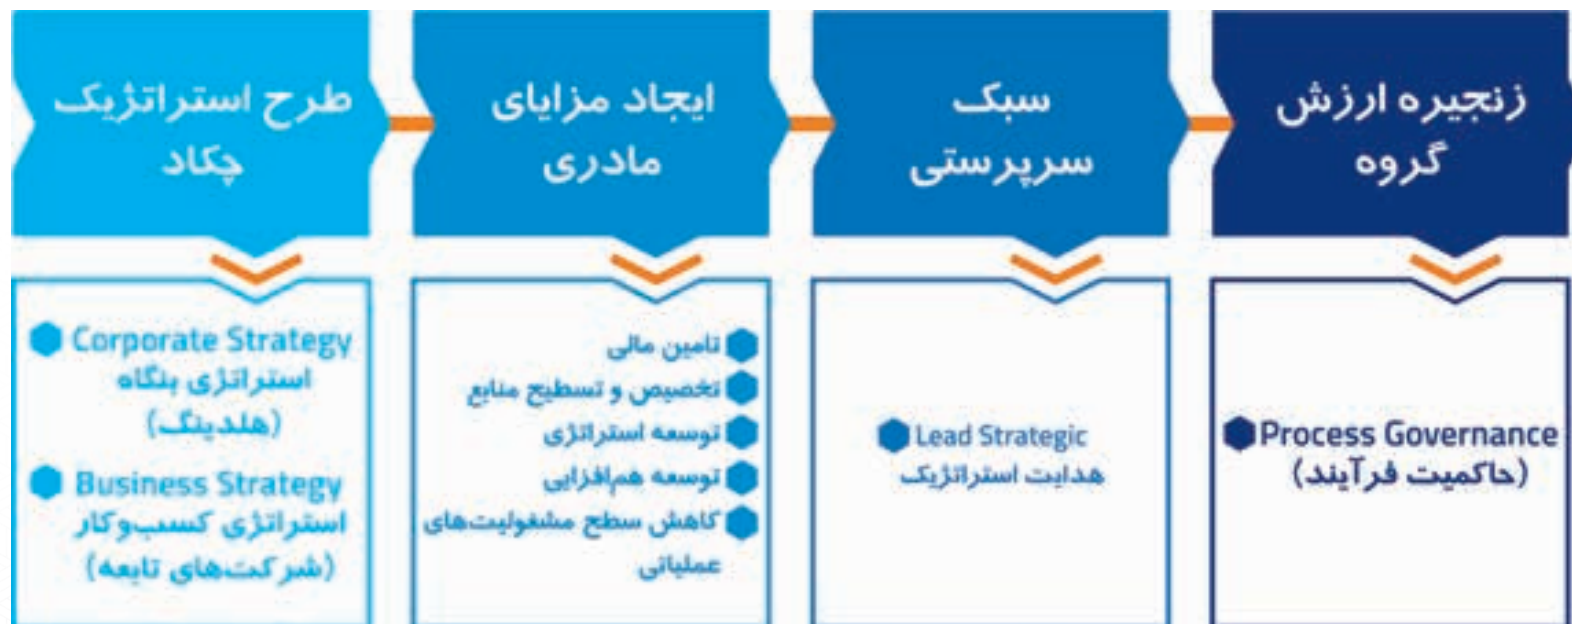 زنجیره ارزش
گروه
Process Governance
(حاکمیت فرآیند)
سبک
سرپرستی
Lead Strategic
هدایت استراتژیک
ایجاد مزایای
مادری
تامین مالی
تخصیص و تسطیح منابع
توسعه استراتژی
توسعه هم‌افزایی
کاهش سطح مشغولیت‌های
عملیاتی
طرح استراتژیک
چکاد
Corporate Strategy
استراتژی بنگاه
(هلدینگ)
Business Strategy
استراتژی کسب‌وکار
(شرکت‌های تابعه)